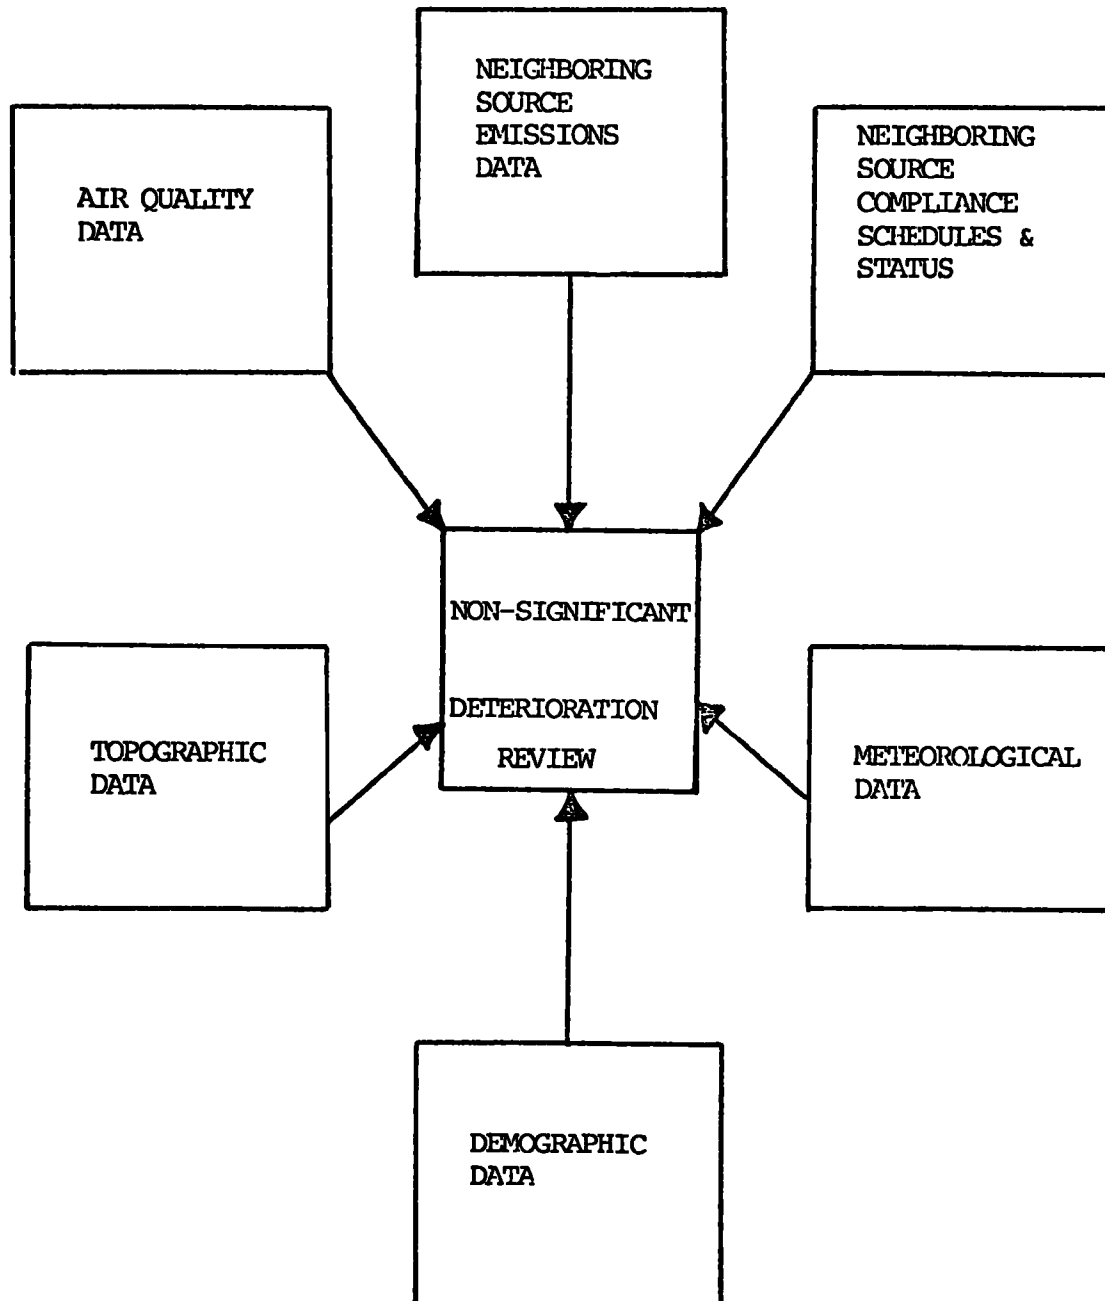 NEIGHBORING
SOURCE
EMISSIONS
DATA
AIR QUALITY
DATA
NEIGHBORING
SOURCE
COMPLIANCE
SCHEDULES &
STATUS
NON-SIGNIFICANT
DETERIORATION
REVIEW
TOPOGRAPHIC
DATA
METEOROLOGICAL
DATA
DEMOGRAPHIC
DATA